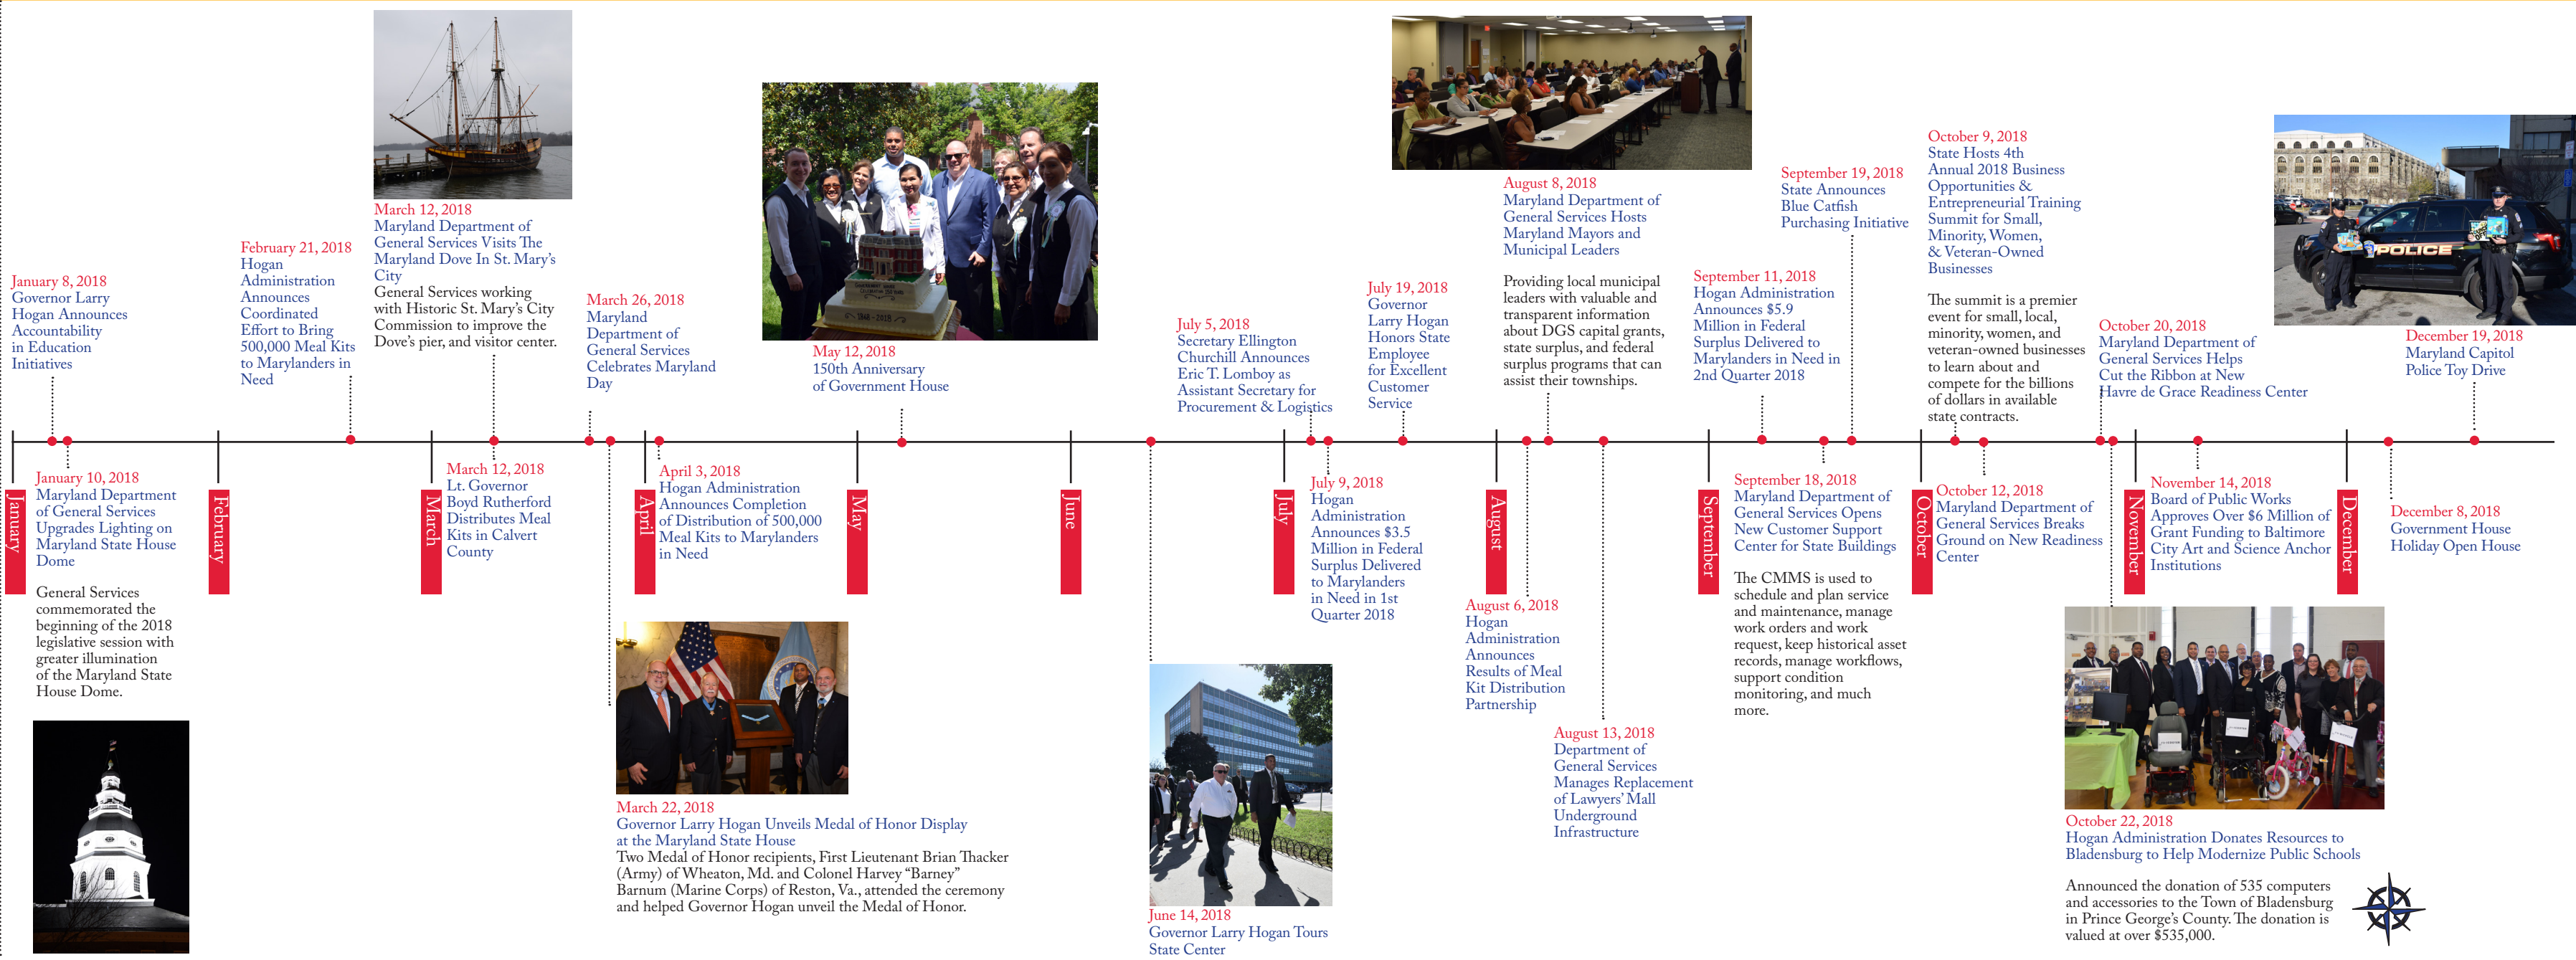 January 8, 2018
Governor Larry
Hogan Announces
Accountability
in Education
Initiatives
January 10, 2018
Maryland Department
of General Services
Upgrades Lighting on
Maryland State House
Dome
General Services
commemorated the
beginning of the 2018
legislative session with
greater illumination
of the Maryland State
House Dome.
February 21, 2018
Hogan
Administration
Announces
Coordinated
Effort to Bring
500,000 Meal Kits
to Marylanders in
Need
March 12, 2018
Maryland Department of
General Services Visits The
Maryland Dove In St. Mary's
City
General Services working
with Historic St. Mary's City
Commission to improve the
Dove's pier, and visitor center.
March 12, 2018
Lt. Governor
Boyd Rutherford
Distributes Meal
Kits in Calvert
County
March 22, 2018
Governor Larry Hogan Unveils Medal of Honor Display
at the Maryland State House
Two Medal of Honor recipients, First Lieutenant Brian Thacker
(Army) of Wheaton, Md. and Colonel Harvey “Barney”
Barnum (Marine Corps) of Reston, Va., attended the ceremony
and helped Governor Hogan unveil the Medal of Honor.
March 26, 2018
Maryland
Department of
General Services
Celebrates Maryland
Day
April 3, 2018
Hogan Administration
Announces Completion
of Distribution of 500,000
Meal Kits to Marylanders
in Need
May 12, 2018
150th Anniversary
of Government House
June 14, 2018
Governor Larry Hogan Tours
State Center
July 5, 2018
Secretary Ellington
Churchill Announces
Eric T. Lomboy as
Assistant Secretary for
Procurement & Logistics
July 9, 2018
Hogan
Administration
Announces $3.5
Million in Federal
Surplus Delivered
to Marylanders
in Need in 1st
Quarter 2018
July 19, 2018
Governor
Larry Hogan
Honors State
Employee
for Excellent
Customer
Service
August 6, 2018
Hogan
Administration
Announces
Results of Meal
Kit Distribution
Partnership
August 8, 2018
Maryland Department of
General Services Hosts
Maryland Mayors and
Municipal Leaders
Providing local municipal
leaders with valuable and
transparent information
about DGS capital grants,
state surplus, and federal
surplus programs that can
assist their townships.
August 13, 2018
Department of
General Services
Manages Replacement
of Lawyers' Mall
Underground
Infrastructure
September 11, 2018
Hogan Administration
Announces $5.9
Million in Federal
Surplus Delivered to
Marylanders in Need in
2nd Quarter 2018
September 18, 2018
Maryland Department of
General Services Opens
New Customer Support
Center for State Buildings
The CMMS is used to
schedule and plan service
and maintenance, manage
work orders and work
request, keep historical asset
records, manage workflows,
support condition
monitoring, and much
more.
September 19, 2018
State Announces
Blue Catfish
Purchasing Initiative
October 9, 2018
State Hosts 4th
Annual 2018 Business
Opportunities &
Entrepreneurial Training
Summit for Small,
Minority, Women,
& Veteran-Owned
Businesses
The summit is a premier
event for small, local,
minority, women, and
veteran-owned businesses
to learn about and
compete for the billions
of dollars in available
state contracts.
October 12, 2018
Maryland Department of
General Services Breaks
Ground on New Readiness
Center
October 20, 2018
Maryland Department of
General Services Helps
Cut the Ribbon at New
Havre de Grace Readiness Center
October 22, 2018
Hogan Administration Donates Resources to
Bladensburg to Help Modernize Public Schools
Announced the donation of 535 computers
and accessories to the Town of Bladensburg
in Prince George's County. The donation is
valued at over $535,000.
November 14, 2018
Board of Public Works
Approves Over $6 Million of
Grant Funding to Baltimore
City Art and Science Anchor
Institutions
December 8, 2018
Government House
Holiday Open House
POLICE
December 19, 2018
Maryland Capitol
Police Toy Drive
January
February
March
April
May
June
July
August
September
October
November
December